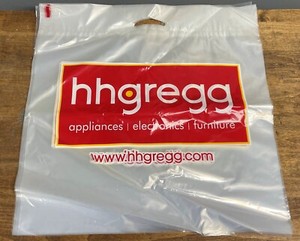 hhgregg
appliances | electronics | furniture
www.hhgregg.com